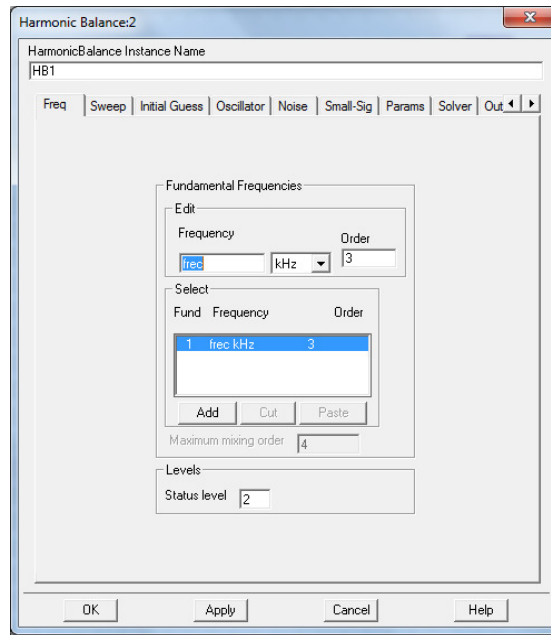 Harmonic Balance:2
HarmonicBalance Instance Name
HB1
Freq Sweep Initial Guess Oscillator Noise Small-Sig Params Solver Out
Fundamental Frequencies
Edit
Frequency Order
frec kHz 3
Select
Fund Frequency Order
1 frec kHz 3
Add Cut Paste
Maximum mixing order 4
Levels
Status level 2
OK Apply Cancel Help